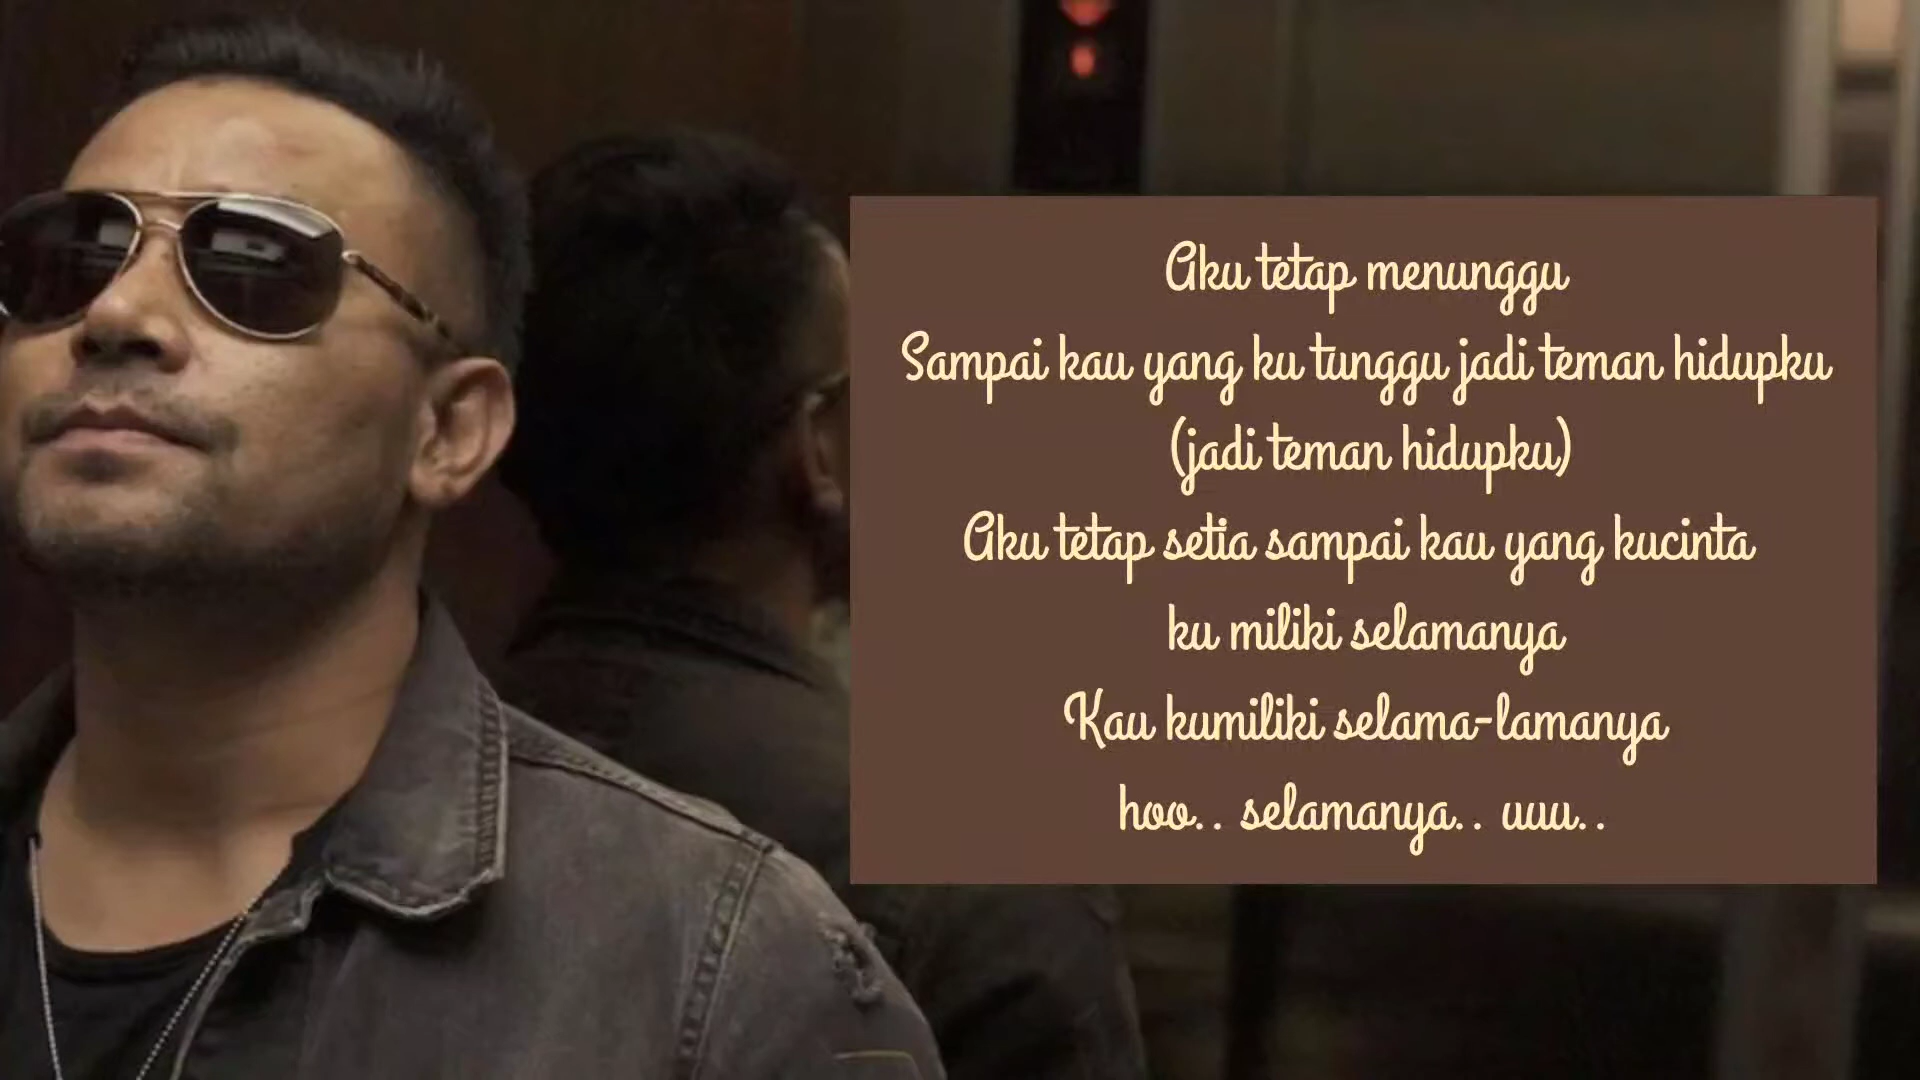 Aku tetap menunggu
Sampai kau yang ku tunggu jadi teman hidupku
(jadi teman hidupku)
Aku tetap setia sampai kau yang kucinta
ku miliki selamanya
Kau kumiliki selama-lamanya
hoo.. selamanya.. uuu..